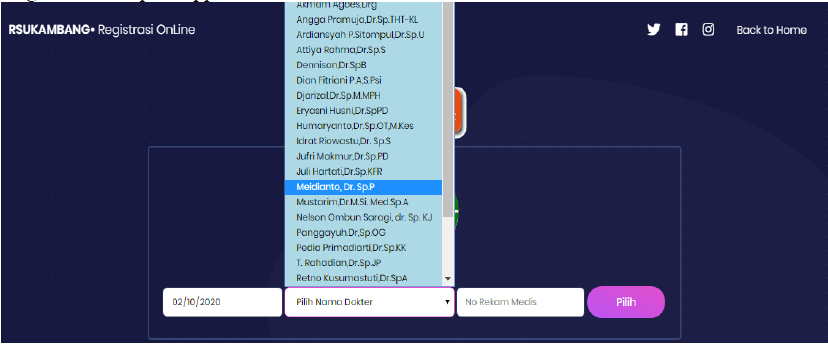 RSUKAMBANG• Registrasi OnLine
Back to Home
Akmam Agoes,Drg
Angga Pramuja,Dr.Sp.THT-KL
Ardiansyah P.Sitompul,Dr.Sp.U
Attiya Rahma,Dr.Sp.S
Dennison,Dr.SpB
Dian Fitriani P.A,S.Psi
Djarizal,Dr.Sp.M.MPH
Eryasni Husni,Dr.SpPD
Humaryanto,Dr.Sp.OT,M.Kes
Idrat Riowastu,Dr. Sp.S
Jufri Makmur,Dr.Sp.PD
Juli Hartati,Dr.Sp.KFR
Meidianto, Dr. Sp.P
Mustarim,Dr.M.Si. Med.Sp.A
Nelson Ombun Saragi, dr. Sp. KJ
Panggayuh.Dr,Sp.OG
Pedia Primadiarti,Dr.Sp.KK
T. Rahadian,Dr.Sp.JP
Retno Kusumastuti,Dr.SpA
02/10/2020
Pilih Nama Dokter
No Rekam Medis
Pilih